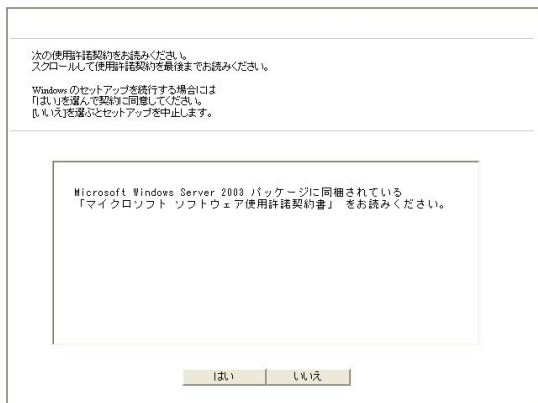 次の使用許諾契約をお読みください。
スクロールして使用許諾契約を最後までお読みください。
Windows のセットアップを続行する場合には
「はい」を選んで契約に同意してください。
[いいえ]を選ぶとセットアップを中止します。
Microsoft Windows Server 2003 パッケージに同梱されている
「マイクロソフト ソフトウェア使用許諾契約書」 をお読みください。
はい
いいえ